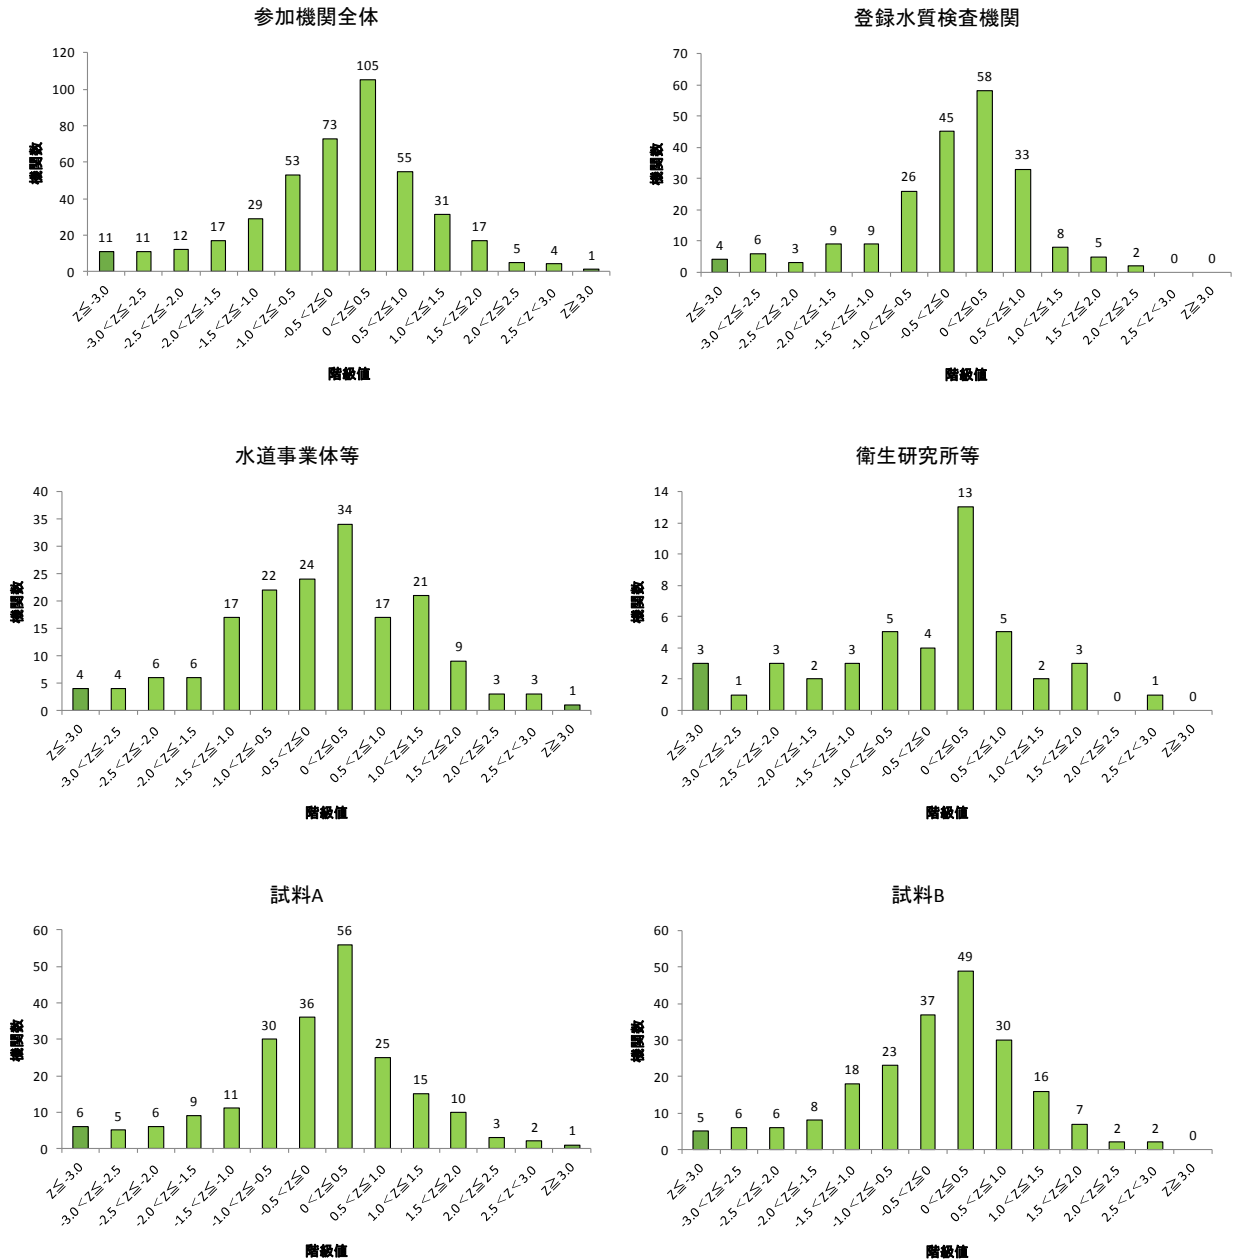 参加機関全体
120
100
80
60
40
20
0
機関数
11 11 12 17 29 53 73 105 55 31 17 5 4 1
Z≦-3.0
-3.0<Z≦-2.5
-2.5<Z≦-2.0
-2.0<Z≦-1.5
-1.5<Z≦-1.0
-1.0<Z≦-0.5
-0.5<Z≦0
0<Z≦0.5
0.5<Z≦1.0
1.0<Z≦1.5
1.5<Z≦2.0
2.0<Z≦2.5
2.5<Z<3.0
Z≧3.0
階級値
登録水質検査機関
70
60
50
40
30
20
10
0
機関数
4 6 3 9 9 26 45 58 33 8 5 2 0 0
Z≦-3.0
-3.0<Z≦-2.5
-2.5<Z≦-2.0
-2.0<Z≦-1.5
-1.5<Z≦-1.0
-1.0<Z≦-0.5
-0.5<Z≦0
0<Z≦0.5
0.5<Z≦1.0
1.0<Z≦1.5
1.5<Z≦2.0
2.0<Z≦2.5
2.5<Z<3.0
Z≧3.0
階級値
水道事業体等
40
35
30
25
20
15
10
5
0
機関数
4 4 6 6 17 22 24 34 17 21 9 3 3 1
Z≦-3.0
-3.0<Z≦-2.5
-2.5<Z≦-2.0
-2.0<Z≦-1.5
-1.5<Z≦-1.0
-1.0<Z≦-0.5
-0.5<Z≦0
0<Z≦0.5
0.5<Z≦1.0
1.0<Z≦1.5
1.5<Z≦2.0
2.0<Z≦2.5
2.5<Z<3.0
Z≧3.0
階級値
衛生研究所等
14
12
10
8
6
4
2
0
機関数
3 1 3 2 3 5 4 13 5 2 3 0 1 0
Z≦-3.0
-3.0<Z≦-2.5
-2.5<Z≦-2.0
-2.0<Z≦-1.5
-1.5<Z≦-1.0
-1.0<Z≦-0.5
-0.5<Z≦0
0<Z≦0.5
0.5<Z≦1.0
1.0<Z≦1.5
1.5<Z≦2.0
2.0<Z≦2.5
2.5<Z<3.0
Z≧3.0
階級値
試料A
60
50
40
30
20
10
0
機関数
6 5 6 9 11 30 36 56 25 15 10 3 2 1
Z≦-3.0
-3.0<Z≦-2.5
-2.5<Z≦-2.0
-2.0<Z≦-1.5
-1.5<Z≦-1.0
-1.0<Z≦-0.5
-0.5<Z≦0
0<Z≦0.5
0.5<Z≦1.0
1.0<Z≦1.5
1.5<Z≦2.0
2.0<Z≦2.5
2.5<Z<3.0
Z≧3.0
階級値
試料B
60
50
40
30
20
10
0
機関数
5 6 6 8 18 23 37 49 30 16 7 2 2 0
Z≦-3.0
-3.0<Z≦-2.5
-2.5<Z≦-2.0
-2.0<Z≦-1.5
-1.5<Z≦-1.0
-1.0<Z≦-0.5
-0.5<Z≦0
0<Z≦0.5
0.5<Z≦1.0
1.0<Z≦1.5
1.5<Z≦2.0
2.0<Z≦2.5
2.5<Z<3.0
Z≧3.0
階級値